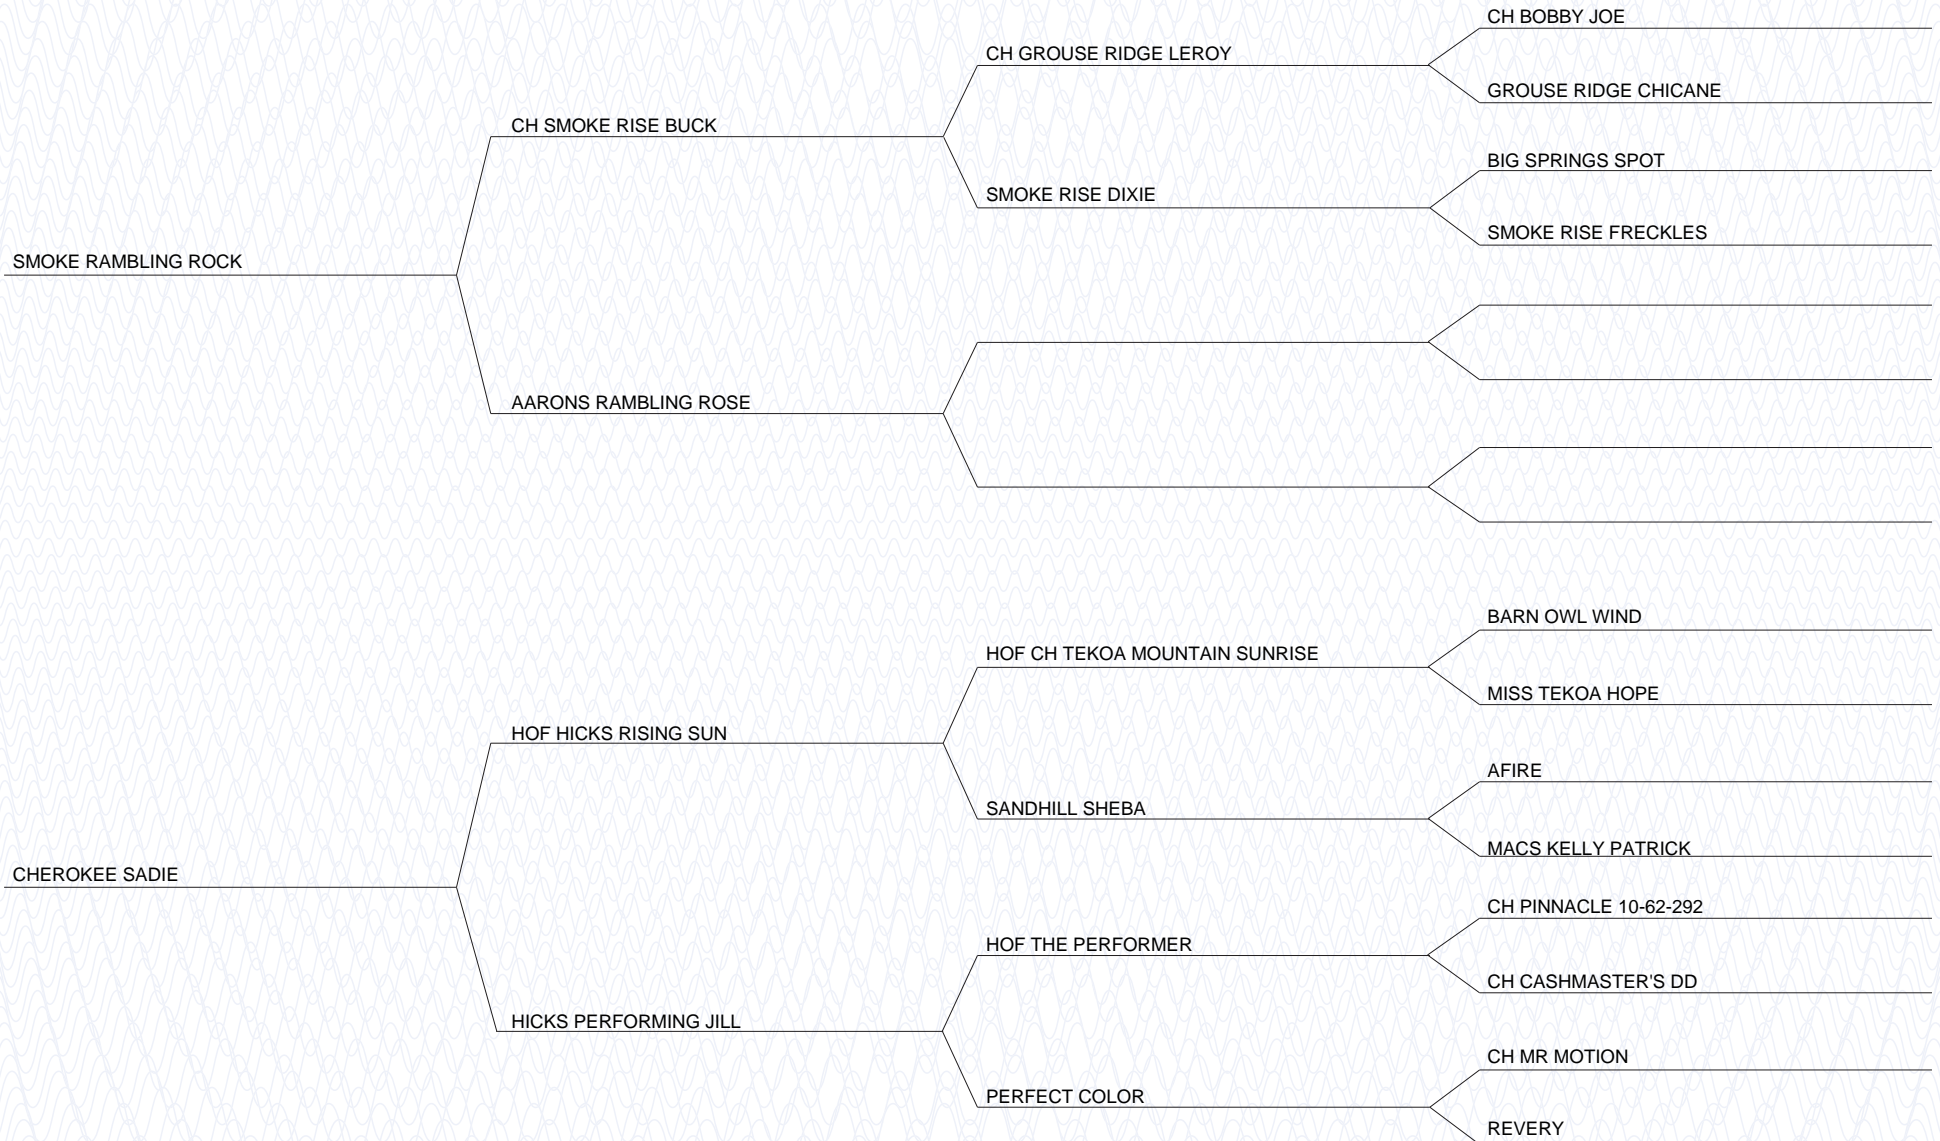 CH BOBBY JOE
CH GROUSE RIDGE LEROY
GROUSE RIDGE CHICANE
CH SMOKE RISE BUCK
BIG SPRINGS SPOT
SMOKE RISE DIXIE
SMOKE RISE FRECKLES
SMOKE RAMBLING ROCK
AARONS RAMBLING ROSE
BARN OWL WIND
HOF CH TEKOA MOUNTAIN SUNRISE
MISS TEKOA HOPE
HOF HICKS RISING SUN
AFIRE
SANDHILL SHEBA
MACS KELLY PATRICK
CHEROKEE SADIE
CH PINNACLE 10-62-292
HOF THE PERFORMER
CH CASHMASTER'S DD
HICKS PERFORMING JILL
CH MR MOTION
PERFECT COLOR
REVERY